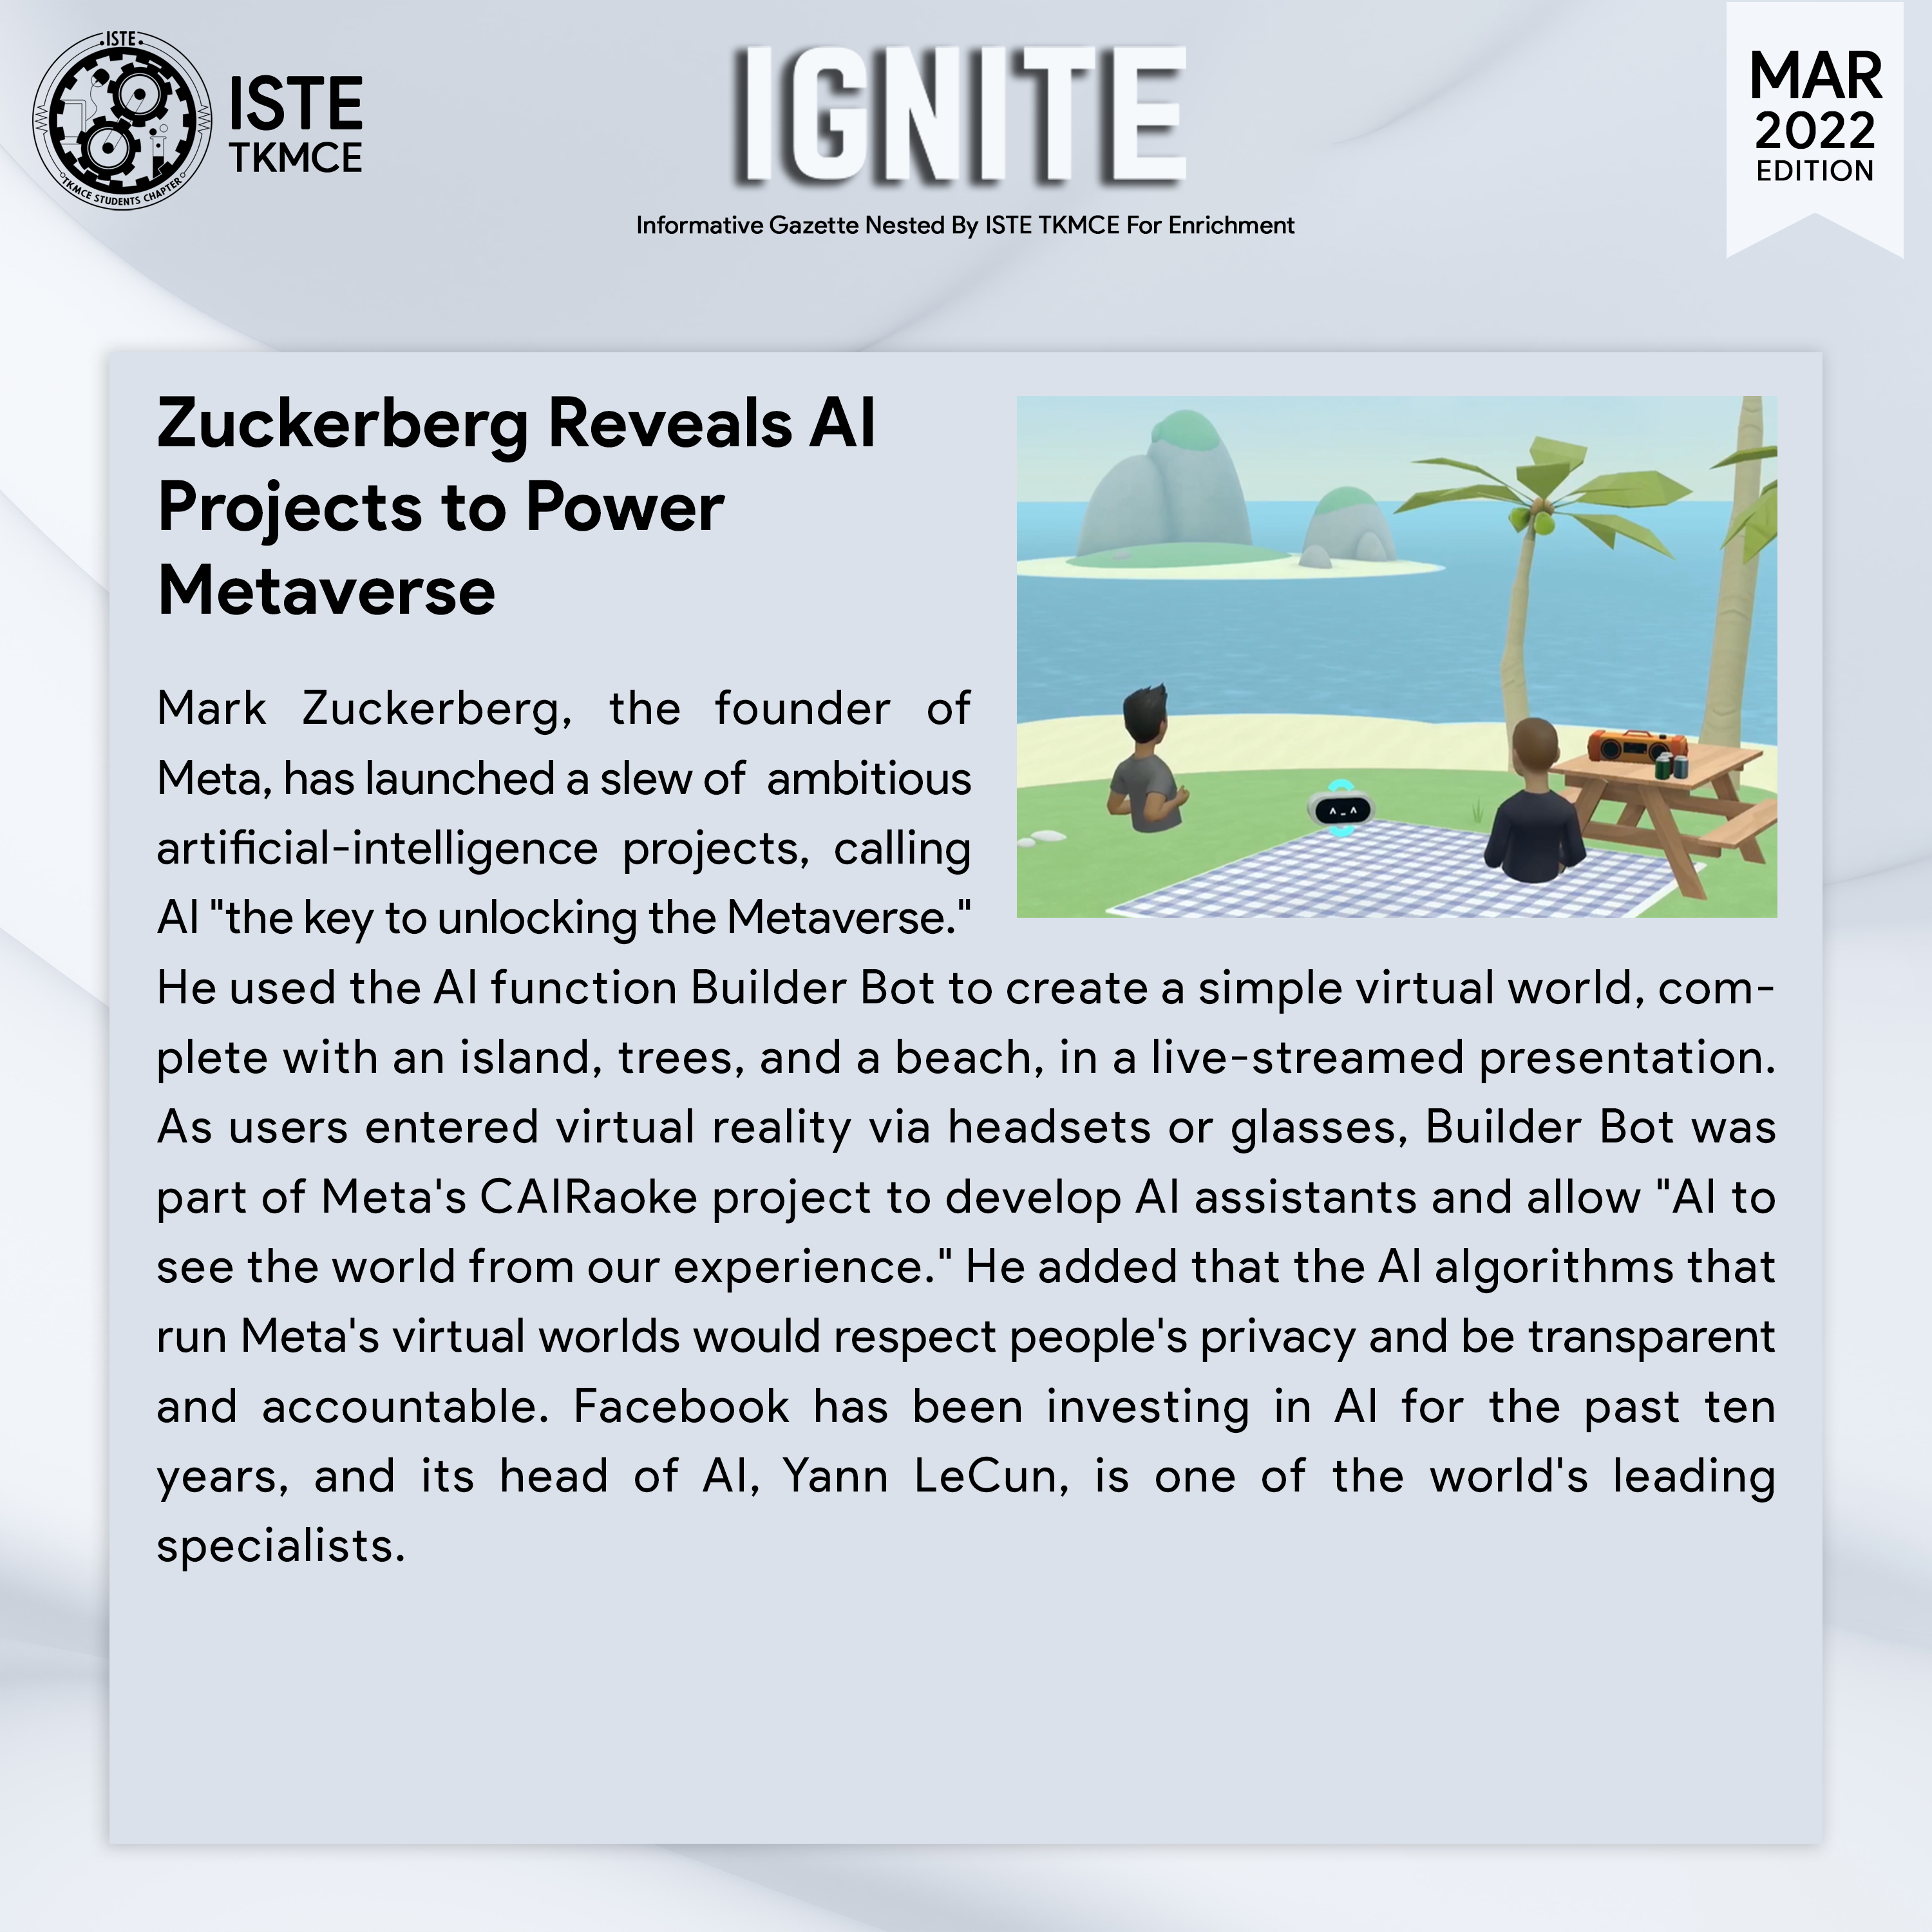 ISTE
TKMCE STUDENTS CHAPTER
ISTE
TKMCE
IGNITE
Informative Gazette Nested By ISTE TKMCE For Enrichment
MAR
2022
EDITION
Zuckerberg Reveals AI
Projects to Power
Metaverse
Mark Zuckerberg, the founder of
Meta, has launched a slew of ambitious
artificial-intelligence projects, calling
AI "the key to unlocking the Metaverse."
He used the AI function Builder Bot to create a simple virtual world, com-
plete with an island, trees, and a beach, in a live-streamed presentation.
As users entered virtual reality via headsets or glasses, Builder Bot was
part of Meta's CAIRaoke project to develop AI assistants and allow "AI to
see the world from our experience." He added that the AI algorithms that
run Meta's virtual worlds would respect people's privacy and be transparent
and accountable. Facebook has been investing in AI for the past ten
years, and its head of AI, Yann LeCun, is one of the world's leading
specialists.